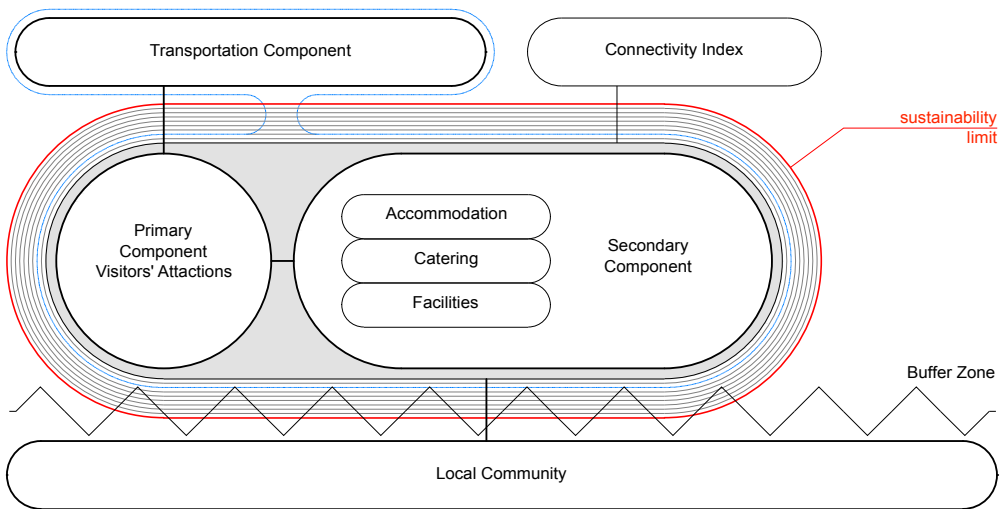 Transportation Component
Connectivity Index
sustainability
limit
Primary
Component
Visitors' Attactions
Accommodation
Catering
Facilities
Secondary
Component
Buffer Zone
Local Community